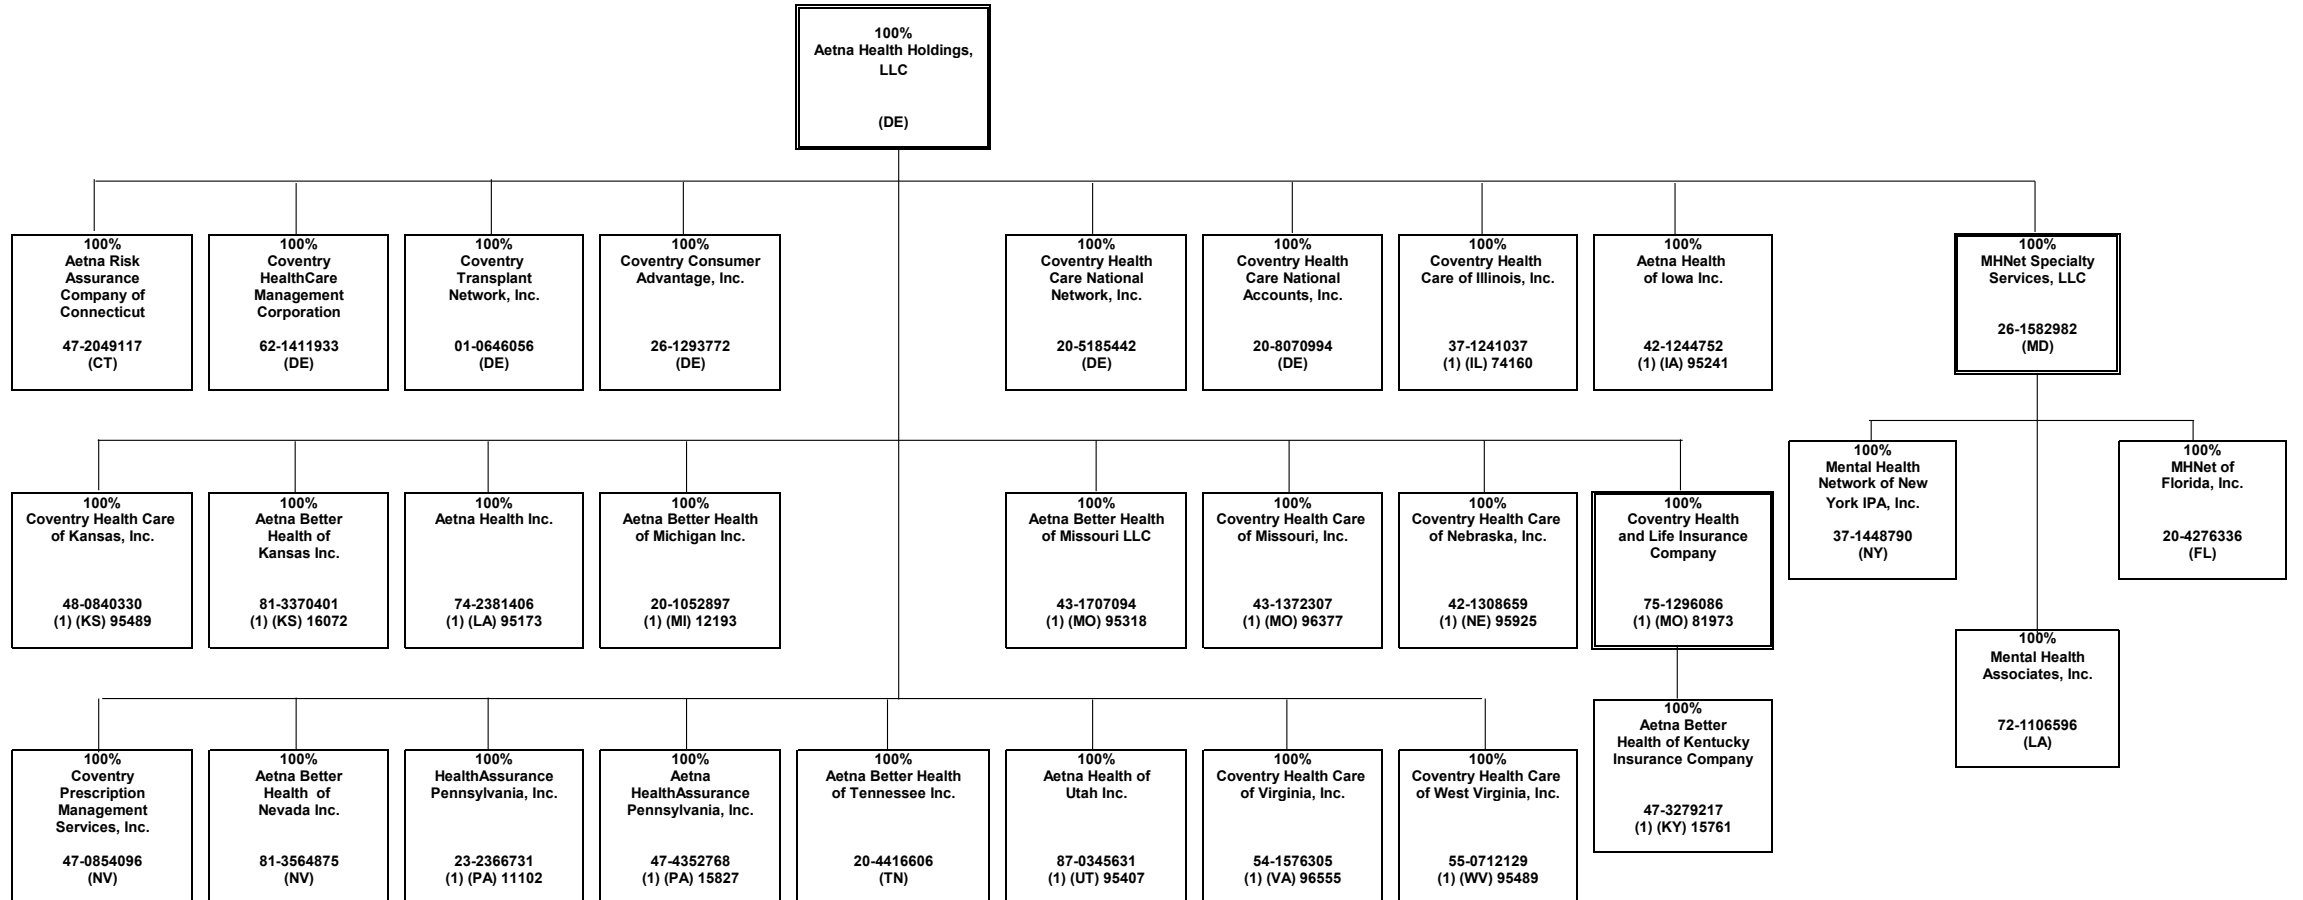 100%
Aetna Health Holdings,
LLC
(DE)
100%
Aetna Risk
Assurance
Company of
Connecticut
47-2049117
(CT)
100%
Coventry
HealthCare
Management
Corporation
62-1411933
(DE)
100%
Coventry
Transplant
Network, Inc.
01-0646056
(DE)
100%
Coventry Consumer
Advantage, Inc.
26-1293772
(DE)
100%
Coventry Health
Care National
Network, Inc.
20-5185442
(DE)
100%
Coventry Health
Care National
Accounts, Inc.
20-8070994
(DE)
100%
Coventry Health
Care of Illinois, Inc.
37-1241037
(1) (IL) 74160
100%
Aetna Health
of Iowa Inc.
42-1244752
(1) (IA) 95241
100%
MHNet Specialty
Services, LLC
26-1582982
(MD)
100%
Mental Health
Network of New
York IPA, Inc.
37-1448790
(NY)
100%
MHNet of
Florida, Inc.
20-4276336
(FL)
100%
Coventry Health Care
of Kansas, Inc.
48-0840330
(1) (KS) 95489
100%
Aetna Better
Health of
Kansas Inc.
81-3370401
(1) (KS) 16072
100%
Aetna Health Inc.
74-2381406
(1) (LA) 95173
100%
Aetna Better Health
of Michigan Inc.
20-1052897
(1) (MI) 12193
100%
Aetna Better Health
of Missouri LLC
43-1707094
(1) (MO) 95318
100%
Coventry Health Care
of Missouri, Inc.
43-1372307
(1) (MO) 96377
100%
Coventry Health Care
of Nebraska, Inc.
42-1308659
(1) (NE) 95925
100%
Coventry Health
and Life Insurance
Company
75-1296086
(1) (MO) 81973
100%
Mental Health
Associates, Inc.
72-1106596
(LA)
100%
Aetna Better
Health of Kentucky
Insurance Company
47-3279217
(1) (KY) 15761
100%
Coventry
Prescription
Management
Services, Inc.
47-0854096
(NV)
100%
Aetna Better
Health of
Nevada Inc.
81-3564875
(NV)
100%
HealthAssurance
Pennsylvania, Inc.
23-2366731
(1) (PA) 11102
100%
Aetna
HealthAssurance
Pennsylvania, Inc.
47-4352768
(1) (PA) 15827
100%
Aetna Better Health
of Tennessee Inc.
20-4416606
(TN)
100%
Aetna Health of
Utah Inc.
87-0345631
(1) (UT) 95407
100%
Coventry Health Care
of Virginia, Inc.
54-1576305
(1) (VA) 96555
100%
Coventry Health Care
of West Virginia, Inc.
55-0712129
(1) (WV) 95489